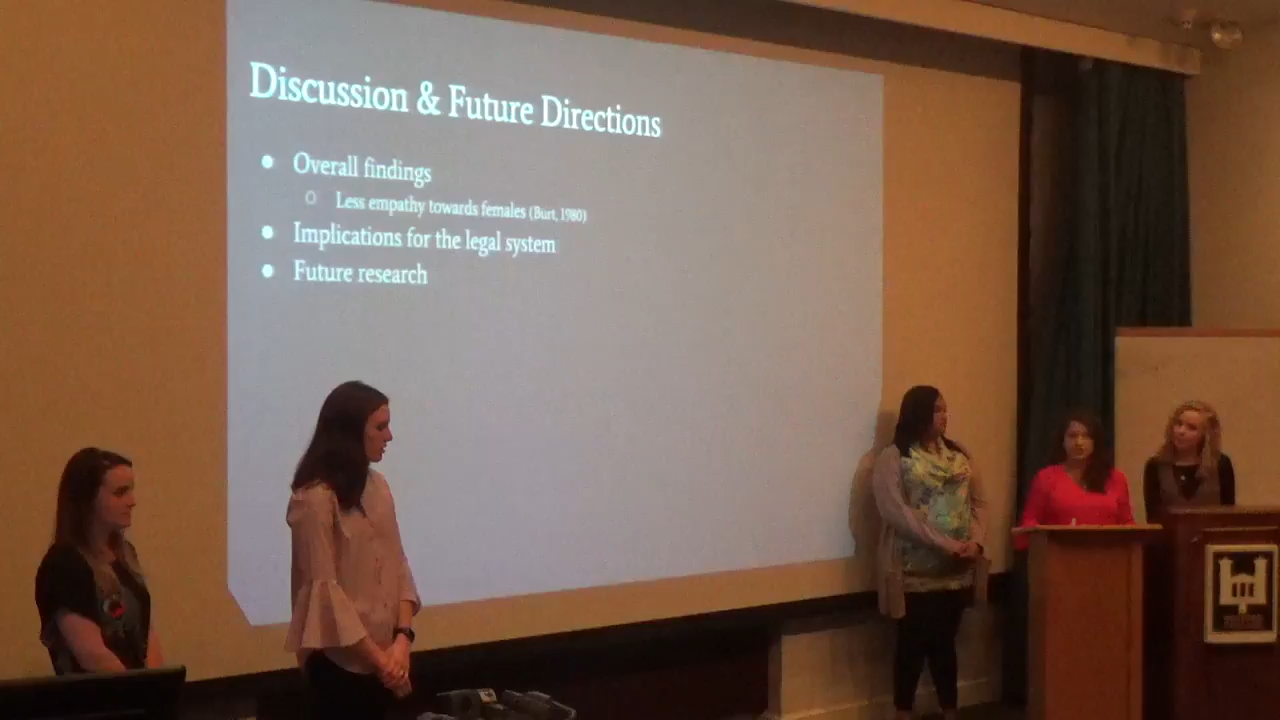 Discussion & Future Directions
● Overall findings
○ Less empathy towards females (Burt, 1980)
● Implications for the legal system
● Future research